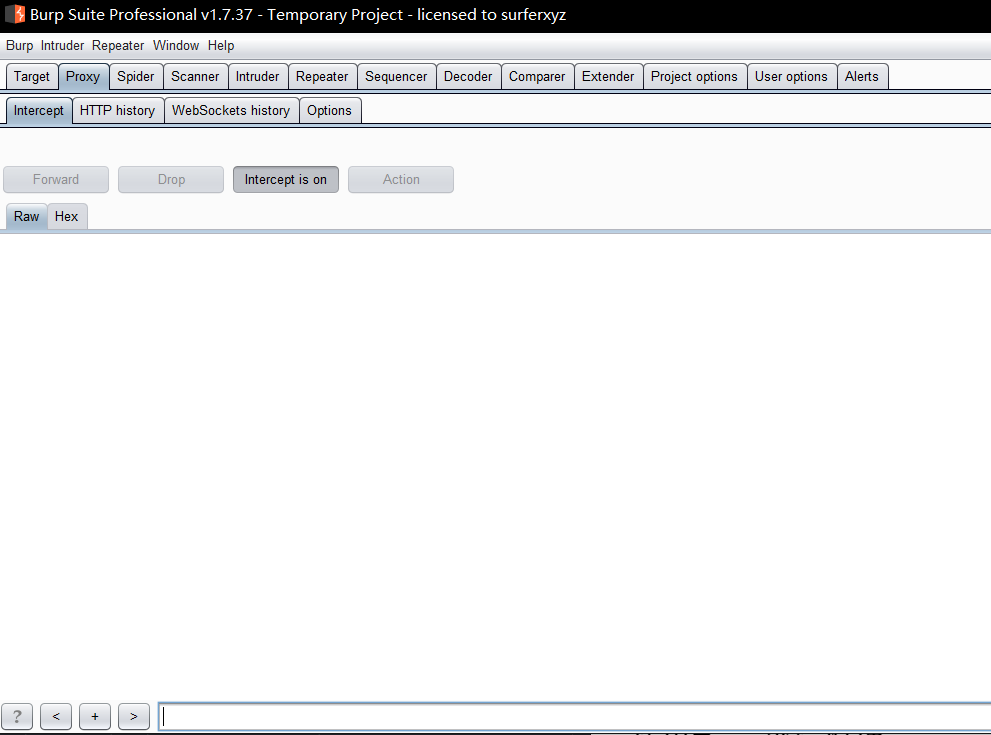 Burp Suite Professional v1.7.37 - Temporary Project - licensed to surferxyz
Burp Intruder Repeater Window Help
Target Proxy Spider Scanner Intruder Repeater Sequencer Decoder Comparer Extender Project options User options Alerts
Intercept HTTP history WebSockets history Options
Forward Drop Intercept is on Action
Raw Hex
? < + >